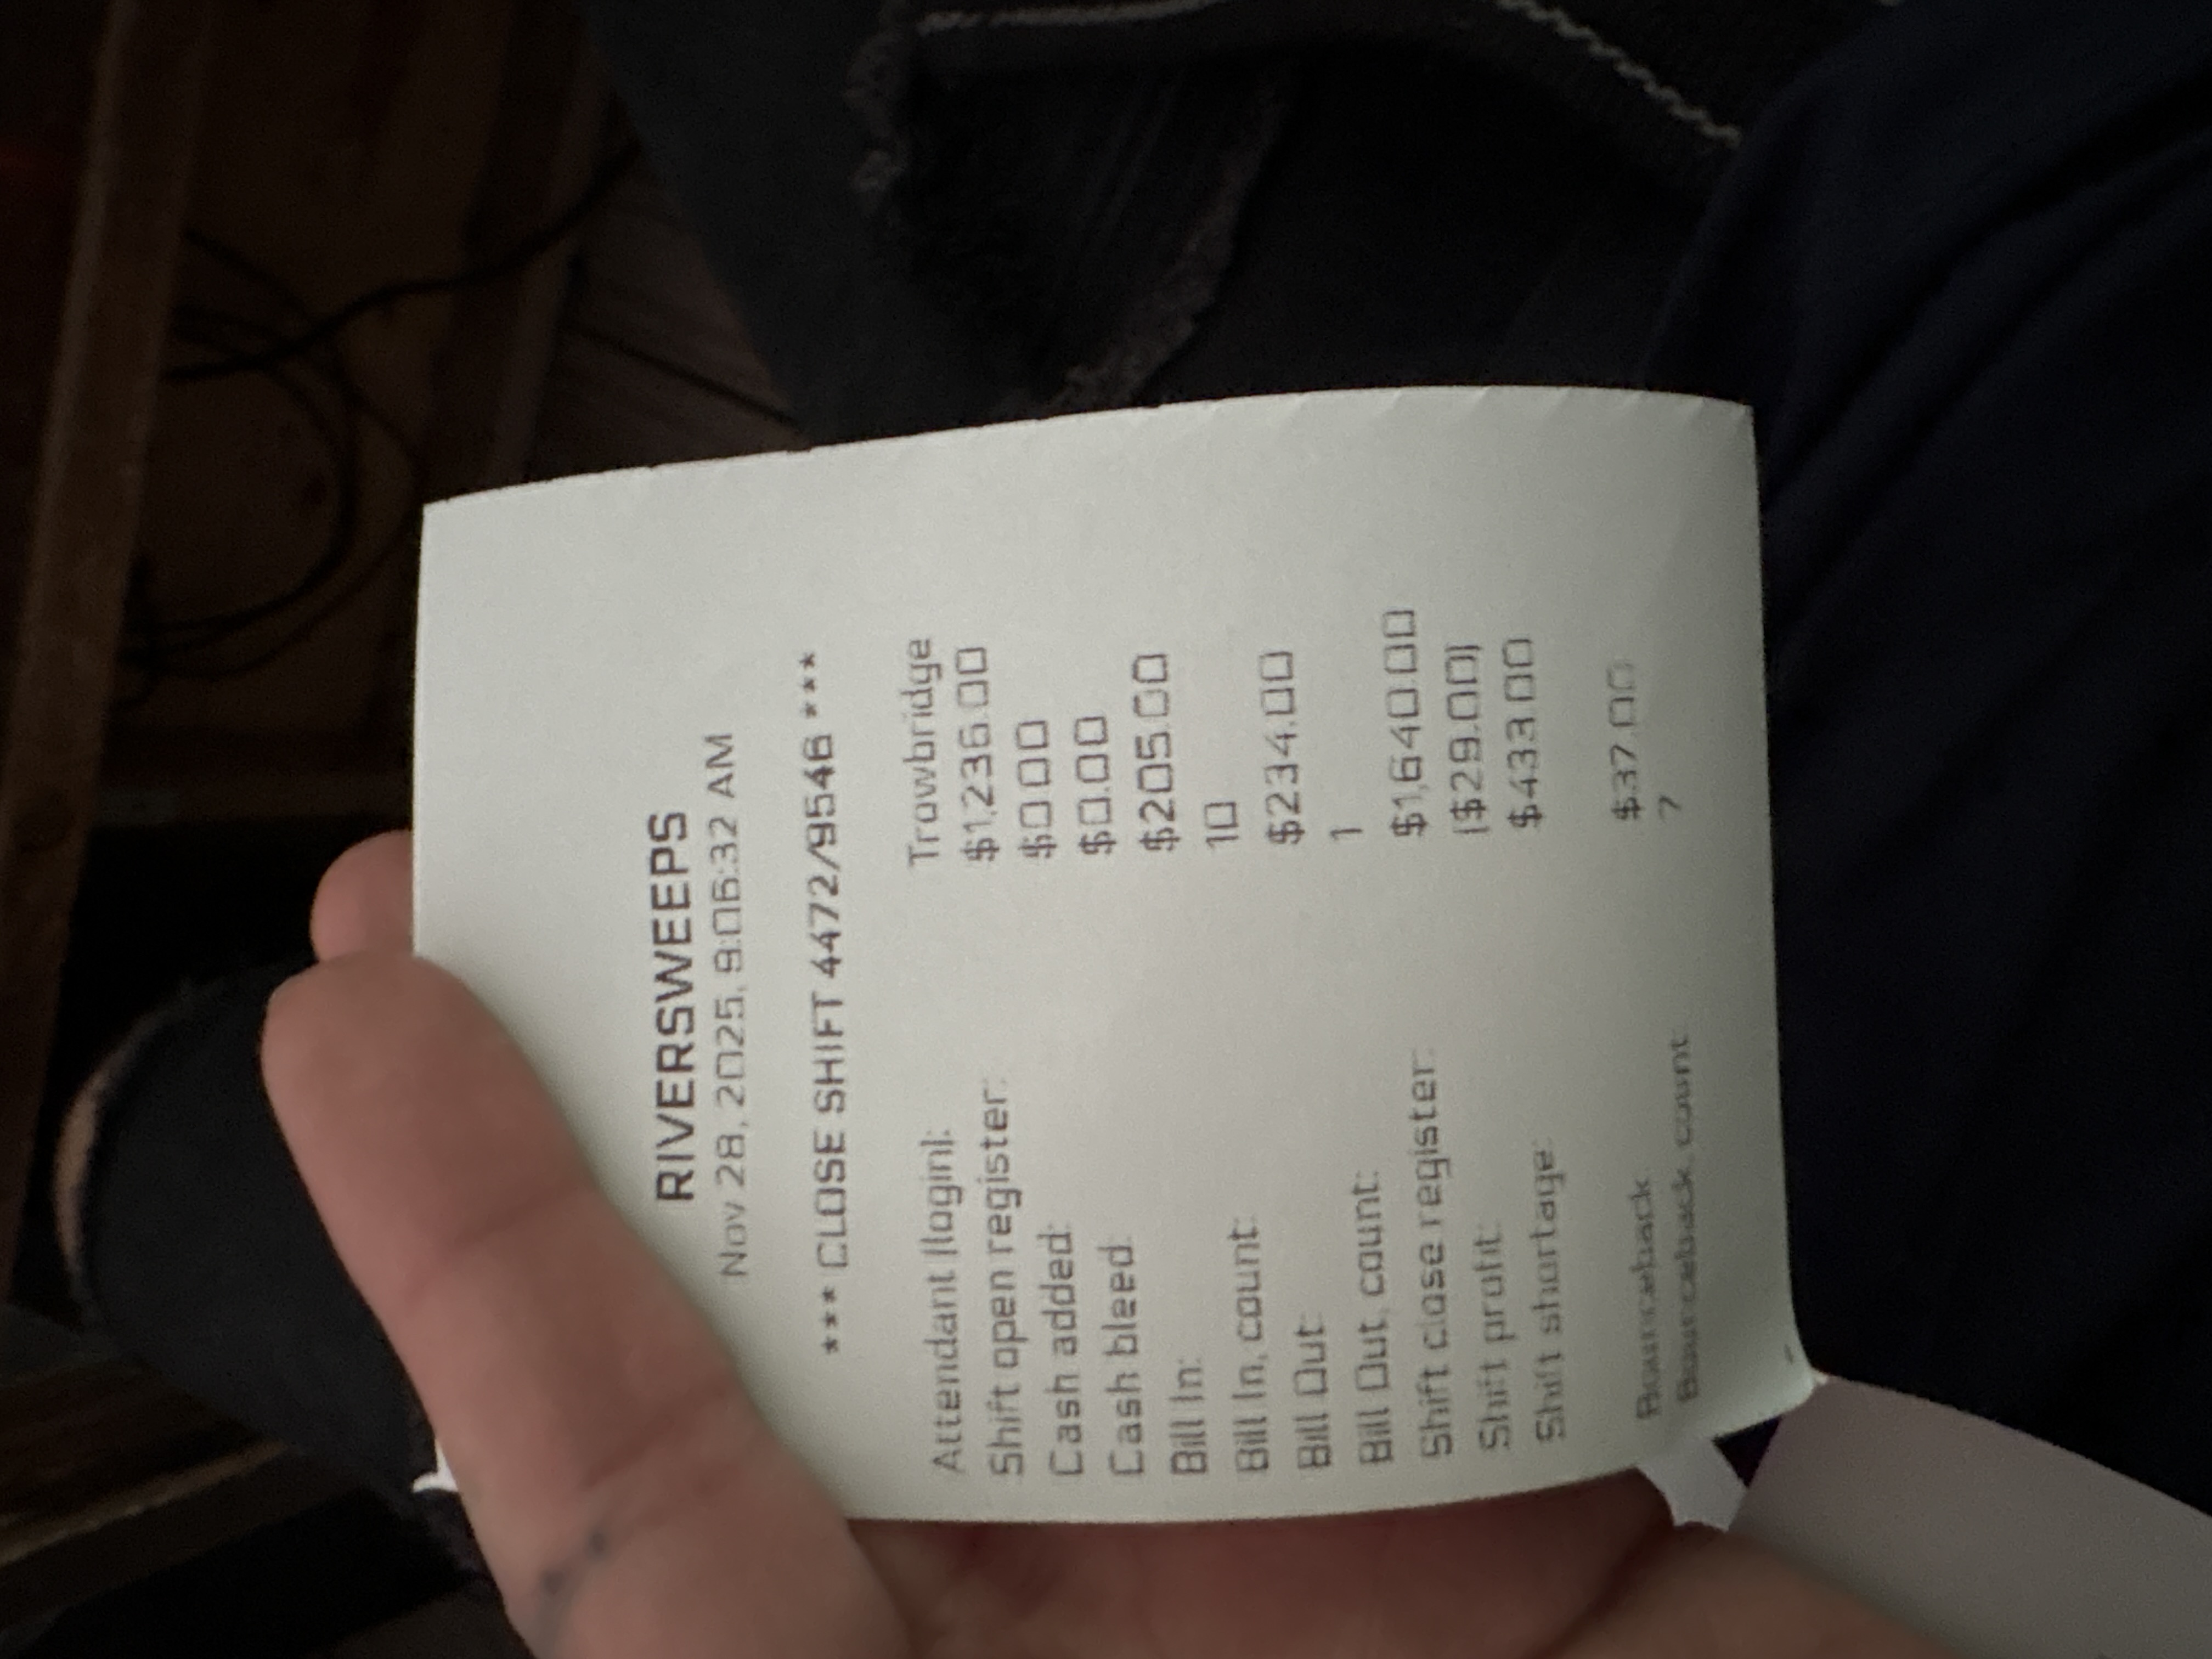 RIVERSWEEPS
Nov 28, 2025, 9:06:32 AM
*** CLOSE SHIFT 4472/9546 ***
Attendant (login): Trowbridge
Shift open register: $1,236.00
Cash added: $0.00
Cash bleed: $0.00
Bill In: $205.00
Bill In, count: 10
Bill Out: $234.00
Bill Out, count: 1
Shift close register: $1,640.00
Shift profit: ($29.00)
Shift shortage: $433.00
Bounceback: $37.00
Bounceback, count: 7